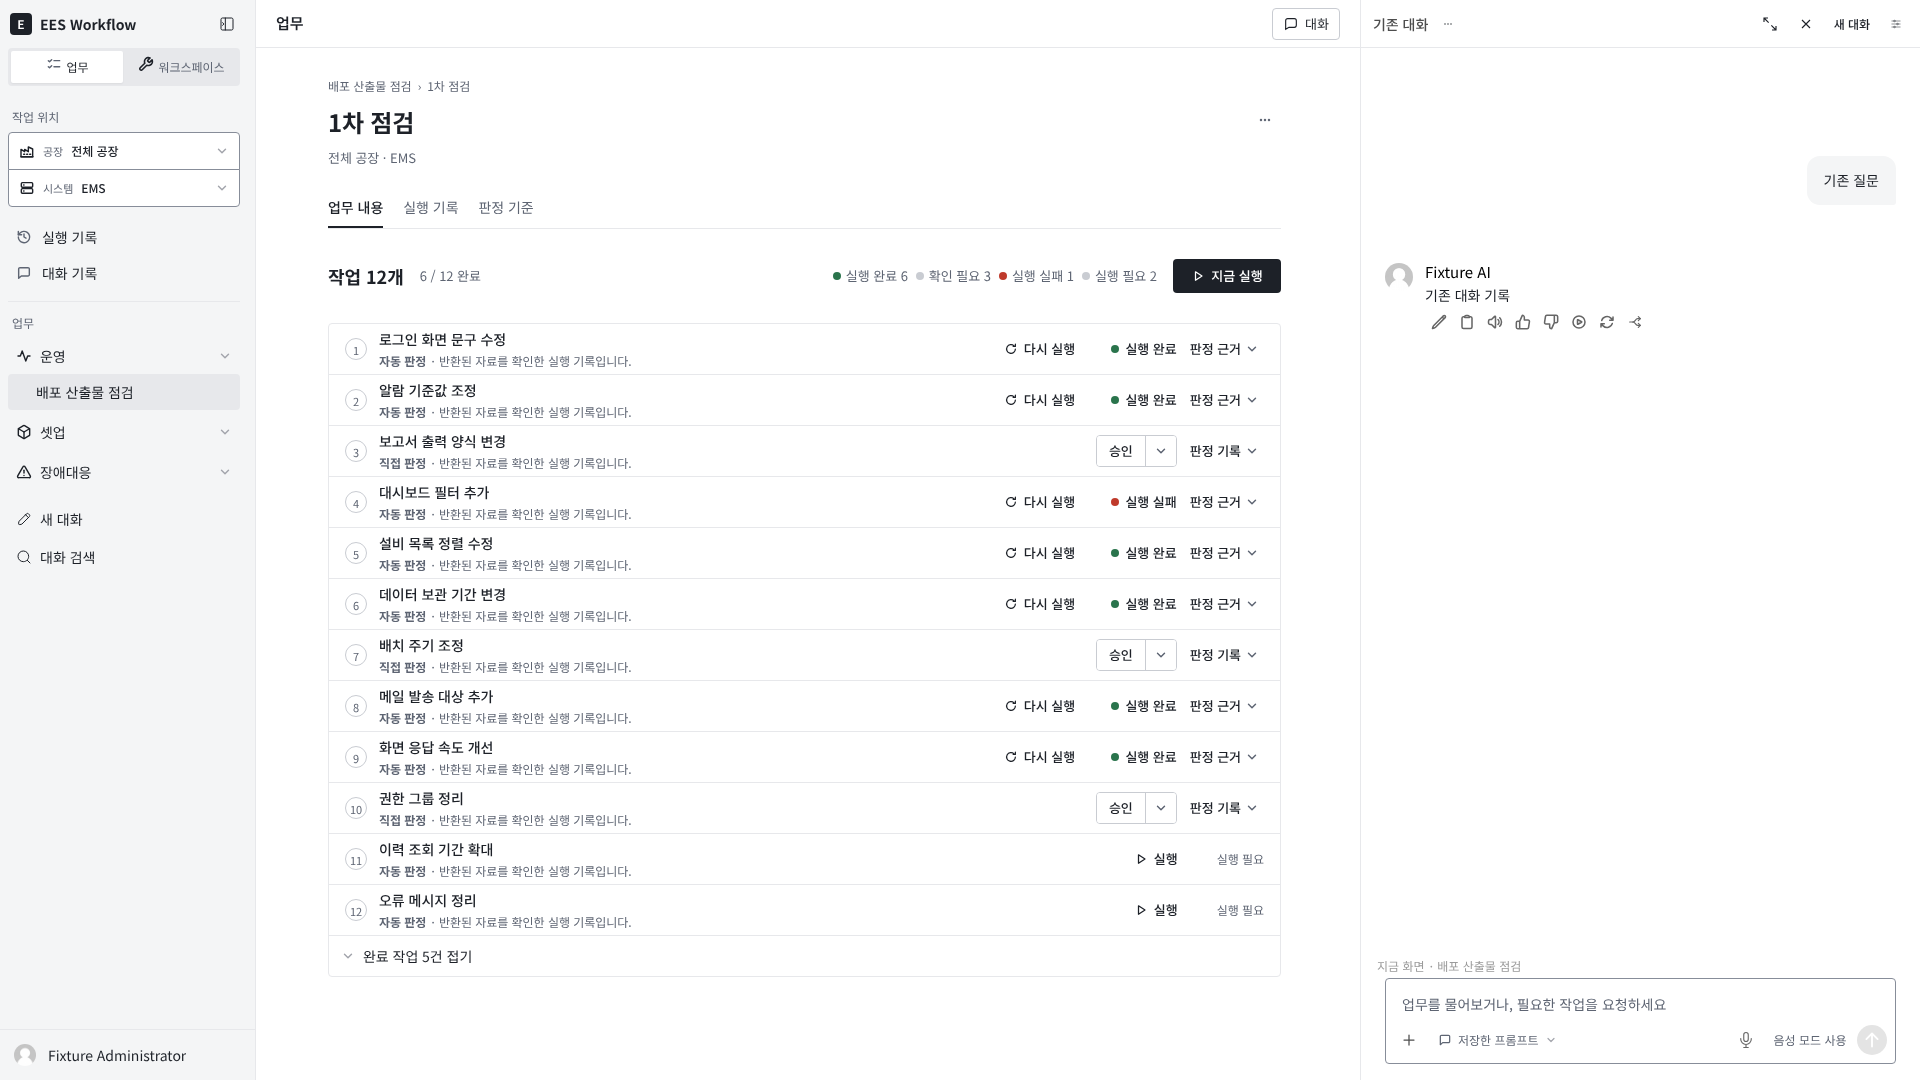 E EES Workflow
업무 워크스페이스
작업 위치
공장 전체 공장
시스템 EMS
실행 기록
대화 기록
업무
운영
배포 산출물 점검
셋업
장애대응
새 대화
대화 검색
Fixture Administrator
업무
대화
배포 산출물 점검 › 1차 점검
1차 점검
전체 공장 · EMS
업무 내용 실행 기록 판정 기준
작업 12개 6 / 12 완료 실행 완료 6 확인 필요 3 실행 실패 1 실행 필요 2 지금 실행
1 로그인 화면 문구 수정
자동 판정 · 반환된 자료를 확인한 실행 기록입니다.
다시 실행 실행 완료 판정 근거
2 알람 기준값 조정
자동 판정 · 반환된 자료를 확인한 실행 기록입니다.
다시 실행 실행 완료 판정 근거
3 보고서 출력 양식 변경
직접 판정 · 반환된 자료를 확인한 실행 기록입니다.
승인 판정 기록
4 대시보드 필터 추가
자동 판정 · 반환된 자료를 확인한 실행 기록입니다.
다시 실행 실행 실패 판정 근거
5 설비 목록 정렬 수정
자동 판정 · 반환된 자료를 확인한 실행 기록입니다.
다시 실행 실행 완료 판정 근거
6 데이터 보관 기간 변경
자동 판정 · 반환된 자료를 확인한 실행 기록입니다.
다시 실행 실행 완료 판정 근거
7 배치 주기 조정
직접 판정 · 반환된 자료를 확인한 실행 기록입니다.
승인 판정 기록
8 메일 발송 대상 추가
자동 판정 · 반환된 자료를 확인한 실행 기록입니다.
다시 실행 실행 완료 판정 근거
9 화면 응답 속도 개선
자동 판정 · 반환된 자료를 확인한 실행 기록입니다.
다시 실행 실행 완료 판정 근거
10 권한 그룹 정리
직접 판정 · 반환된 자료를 확인한 실행 기록입니다.
승인 판정 기록
11 이력 조회 기간 확대
자동 판정 · 반환된 자료를 확인한 실행 기록입니다.
실행 실행 필요
12 오류 메시지 정리
자동 판정 · 반환된 자료를 확인한 실행 기록입니다.
실행 실행 필요
완료 작업 5건 접기
기존 대화 ··· 새 대화
기존 질문
Fixture AI
기존 대화 기록
지금 화면 · 배포 산출물 점검
업무를 물어보거나, 필요한 작업을 요청하세요
저장한 프롬프트 음성 모드 사용